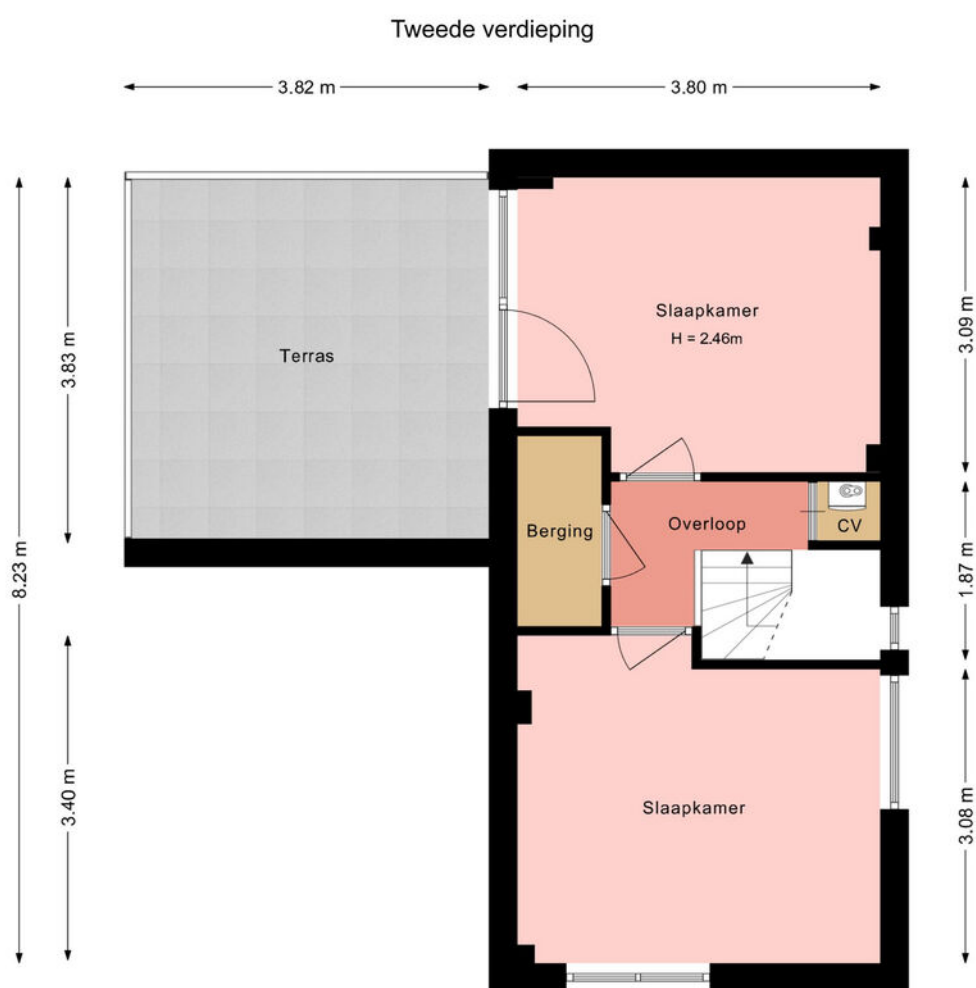 Tweede verdieping
3.82 m
3.80 m
8.23 m
3.83 m
3.40 m
Terras
Slaapkamer
H = 2.46m
Berging
Overloop
CV
Slaapkamer
3.09 m
1.87 m
3.08 m